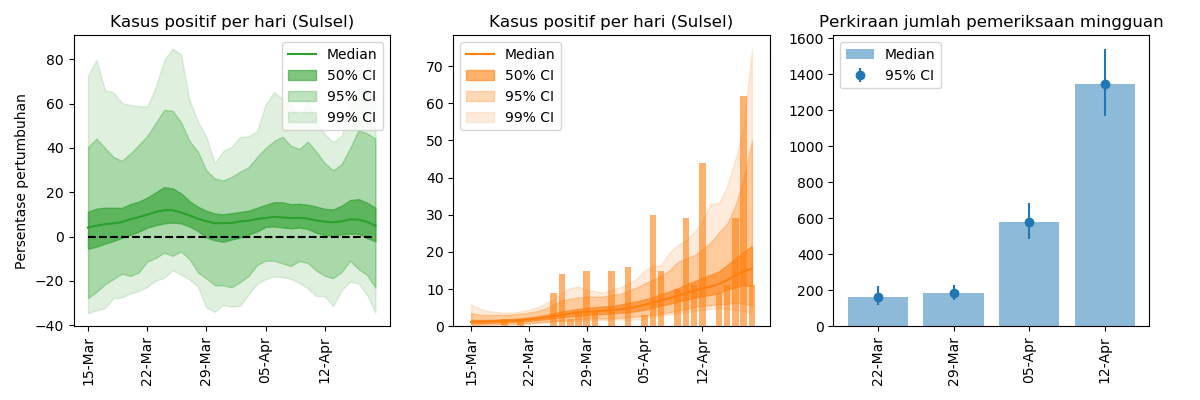 Kasus positif per hari (Sulsel)
Persentase pertumbuhan
80
60
40
20
0
−20
−40
Median
50% CI
95% CI
99% CI
15-Mar
22-Mar
29-Mar
05-Apr
12-Apr
Kasus positif per hari (Sulsel)
70
60
50
40
30
20
10
0
Median
50% CI
95% CI
99% CI
15-Mar
22-Mar
29-Mar
05-Apr
12-Apr
Perkiraan jumlah pemeriksaan mingguan
1600
1400
1200
1000
800
600
400
200
0
Median
95% CI
22-Mar
29-Mar
05-Apr
12-Apr